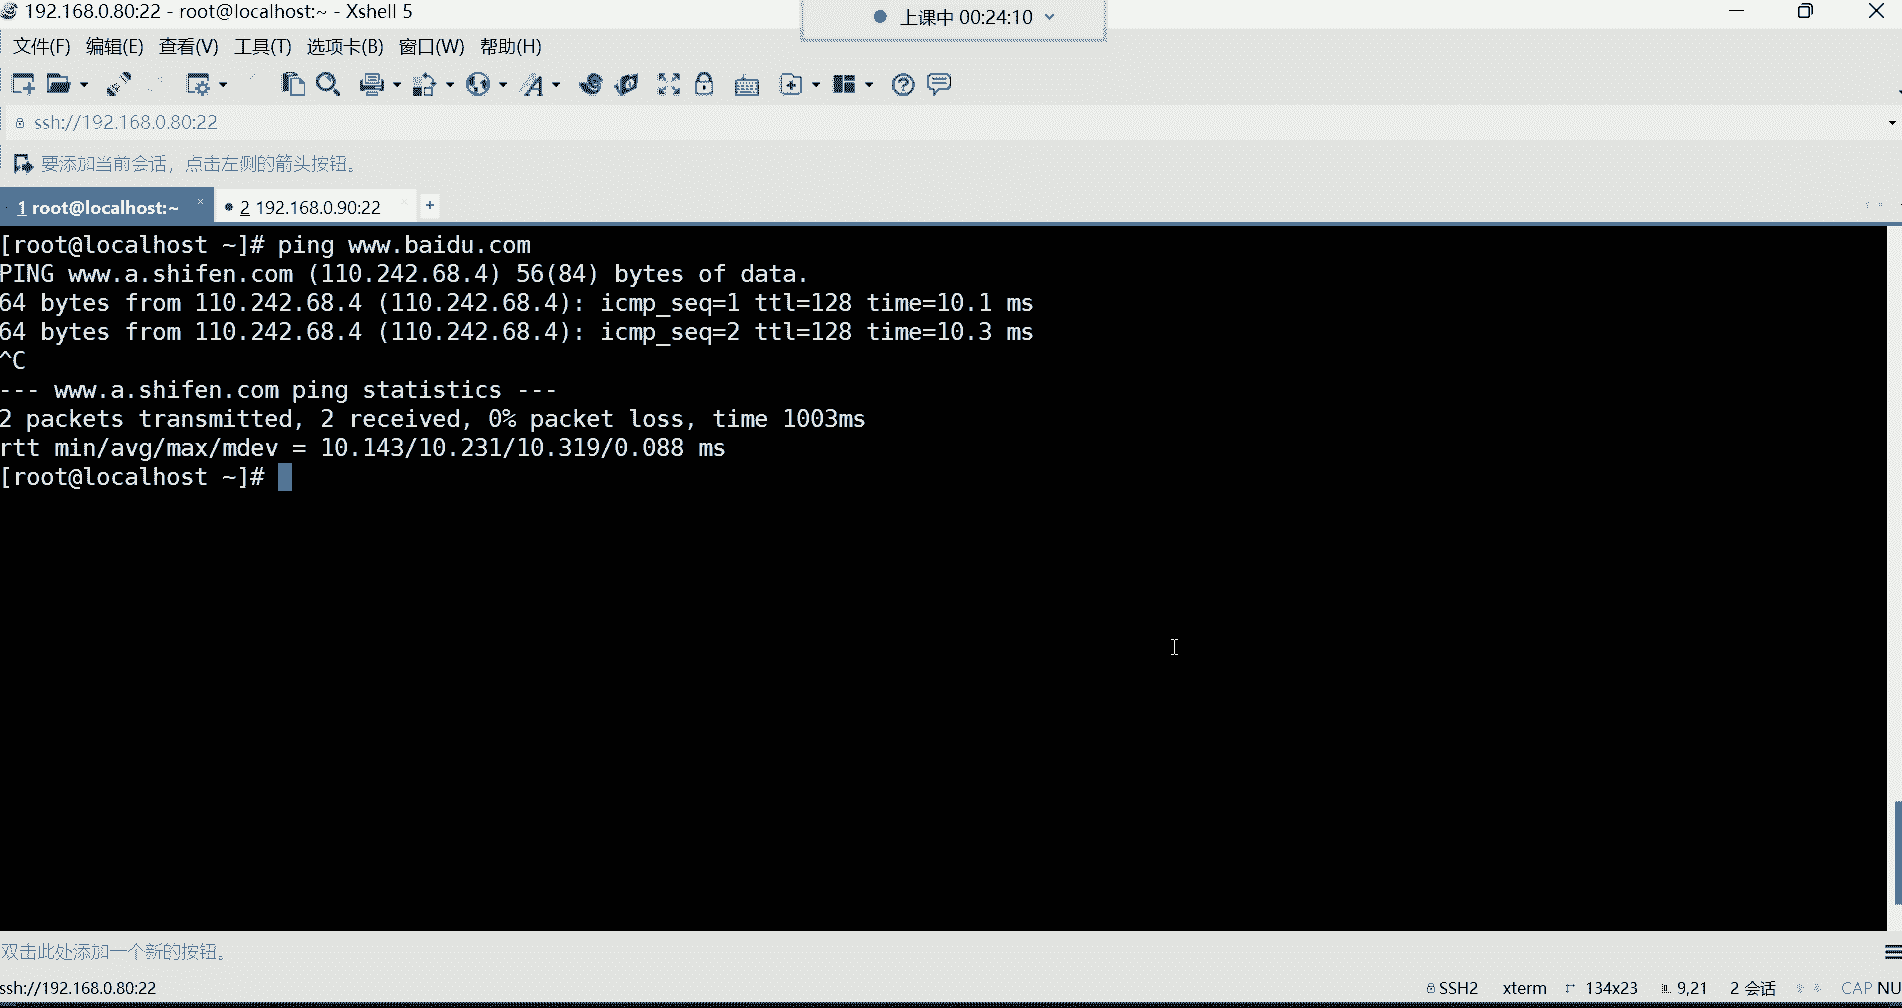 192.168.0.80:22 - root@localhost:~ - Xshell 5
上课中 00:24:10
文件(F) 编辑(E) 查看(V) 工具(T) 选项卡(B) 窗口(W) 帮助(H)
ssh://192.168.0.80:22
要添加当前会话，点击左侧的箭头按钮。
1 root@localhost:~ × 2 192.168.0.90:22 +
[root@localhost ~]# ping www.baidu.com
PING www.a.shifen.com (110.242.68.4) 56(84) bytes of data.
64 bytes from 110.242.68.4 (110.242.68.4): icmp_seq=1 ttl=128 time=10.1 ms
64 bytes from 110.242.68.4 (110.242.68.4): icmp_seq=2 ttl=128 time=10.3 ms
^C
--- www.a.shifen.com ping statistics ---
2 packets transmitted, 2 received, 0% packet loss, time 1003ms
rtt min/avg/max/mdev = 10.143/10.231/10.319/0.088 ms
[root@localhost ~]#
双击此处添加一个新的按钮。
ssh://192.168.0.80:22 SSH2 xterm 134x23 9,21 2 会话 CAP NU